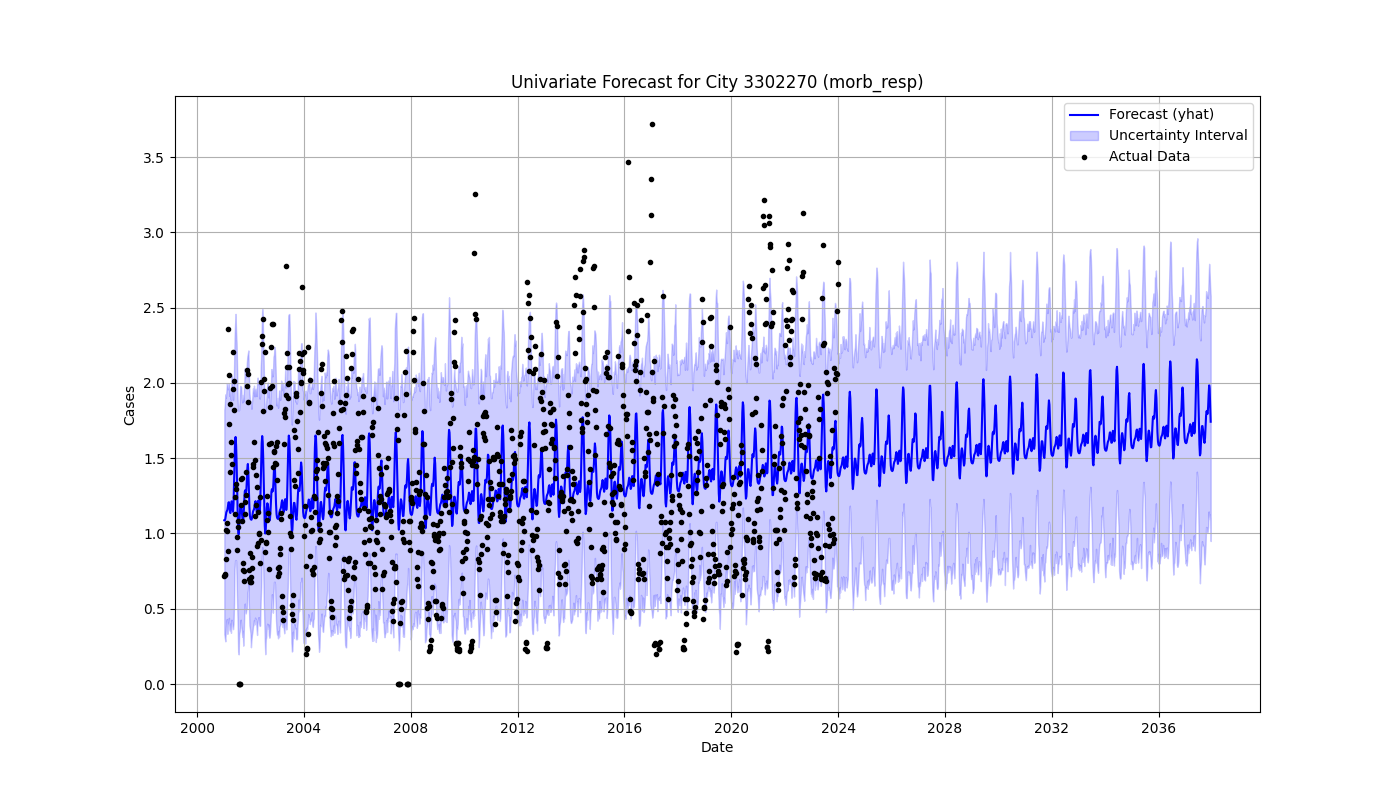 Univariate Forecast for City 3302270 (morb_resp)
Forecast (yhat)
Uncertainty Interval
Actual Data
Cases
3.5
3.0
2.5
2.0
1.5
1.0
0.5
0.0
2000 2004 2008 2012 2016 2020 2024 2028 2032 2036
Date